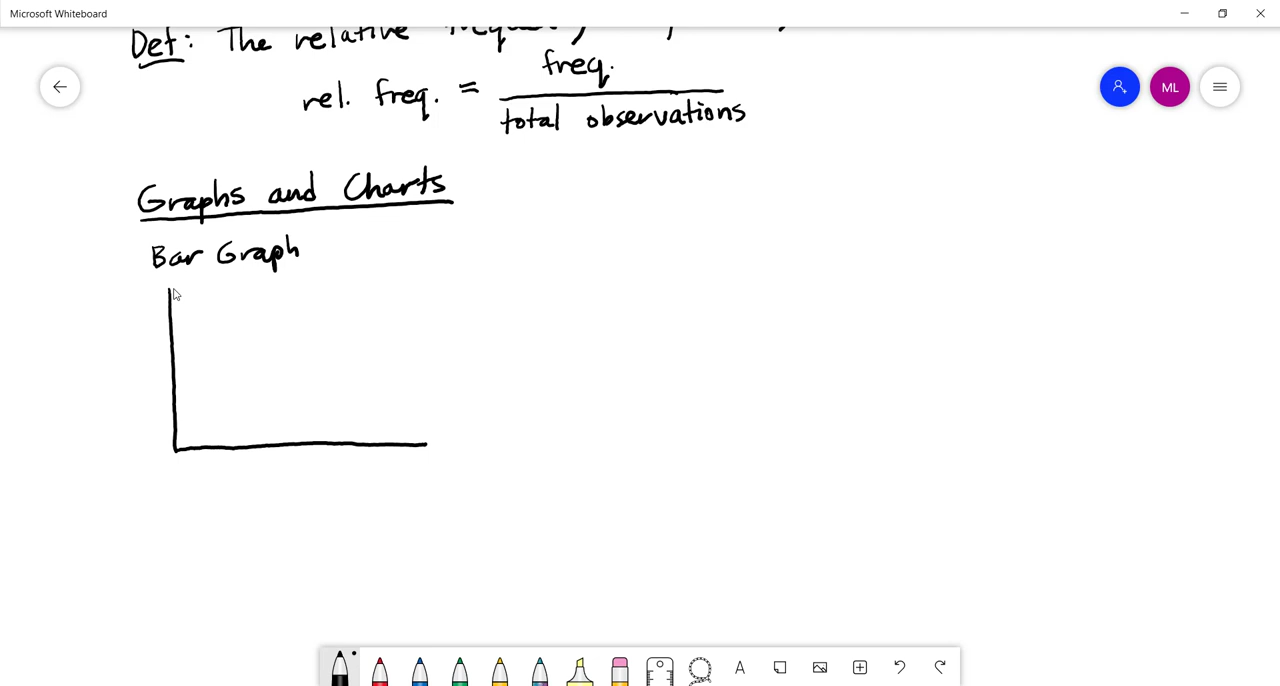 Microsoft Whiteboard
Def: The relative
rel. freq. = freq. / total observations
ML
Graphs and Charts
Bar Graph
A